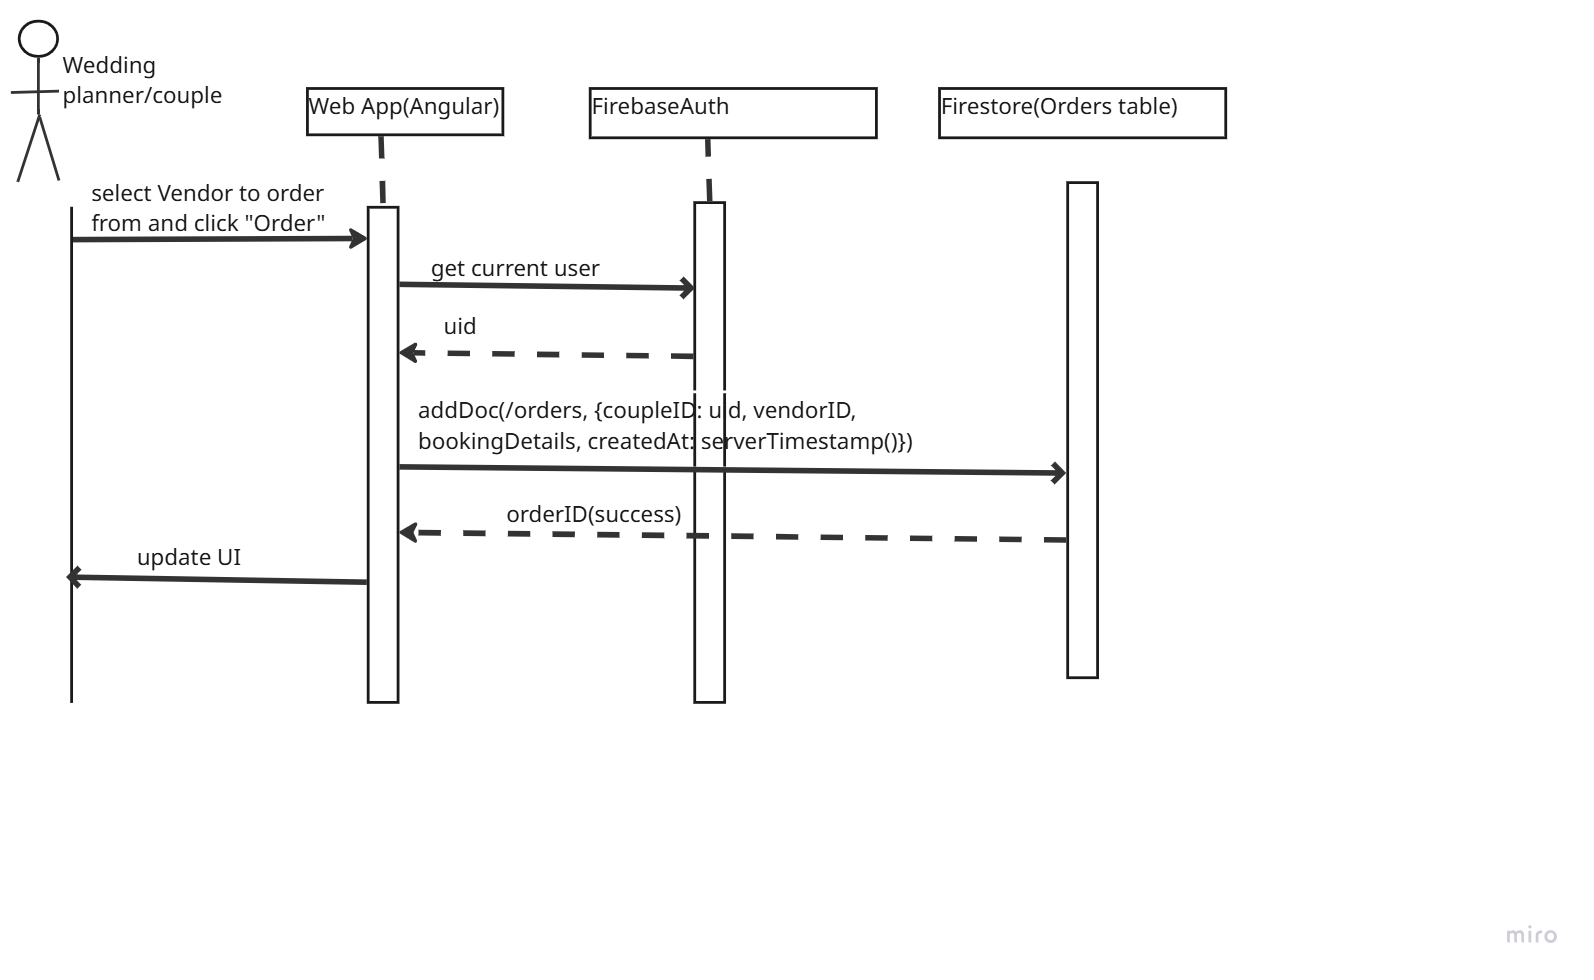 Wedding
planner/couple
Web App(Angular)
FirebaseAuth
Firestore(Orders table)
select Vendor to order
from and click "Order"
get current user
uid
addDoc(/orders, {coupleID: uid, vendorID,
bookingDetails, createdAt: serverTimestamp()})
orderID(success)
update UI
miro